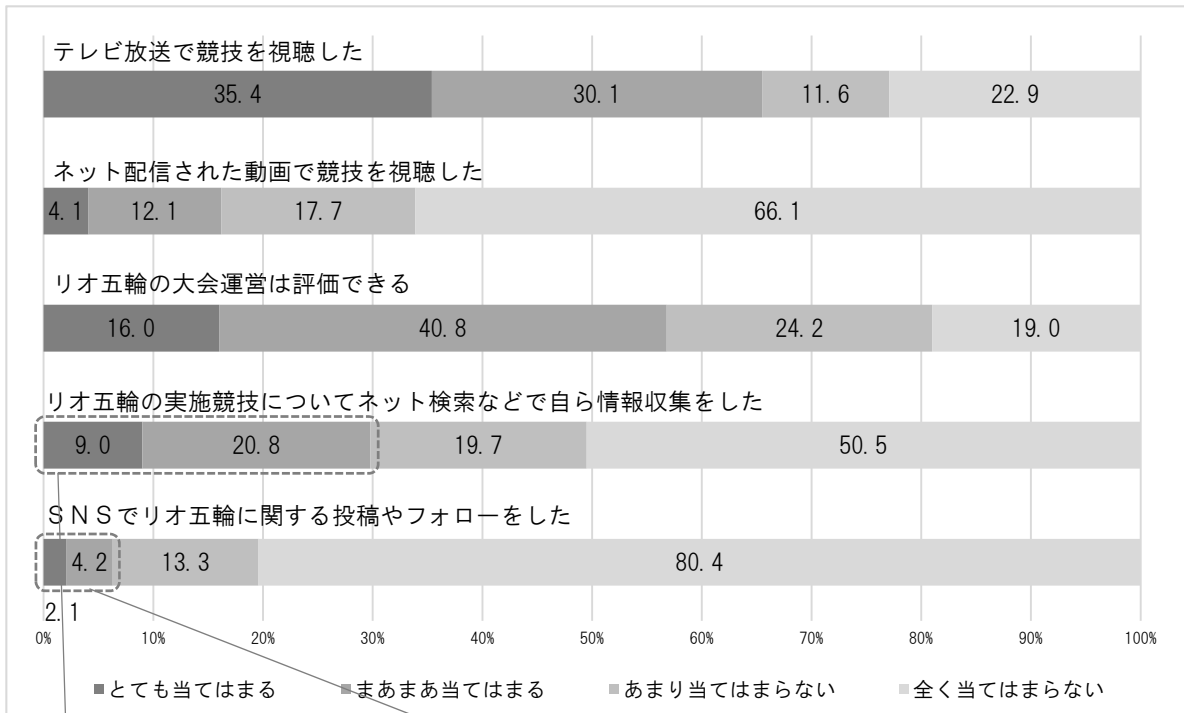 テレビ放送で競技を視聴した
35.4 30.1 11.6 22.9
ネット配信された動画で競技を視聴した
4.1 12.1 17.7 66.1
リオ五輪の大会運営は評価できる
16.0 40.8 24.2 19.0
リオ五輪の実施競技についてネット検索などで自ら情報収集をした
9.0 20.8 19.7 50.5
ＳＮＳでリオ五輪に関する投稿やフォローをした
4.2 13.3 80.4
2.1
0% 10% 20% 30% 40% 50% 60% 70% 80% 90% 100%
とても当てはまる まあまあ当てはまる あまり当てはまらない 全く当てはまらない